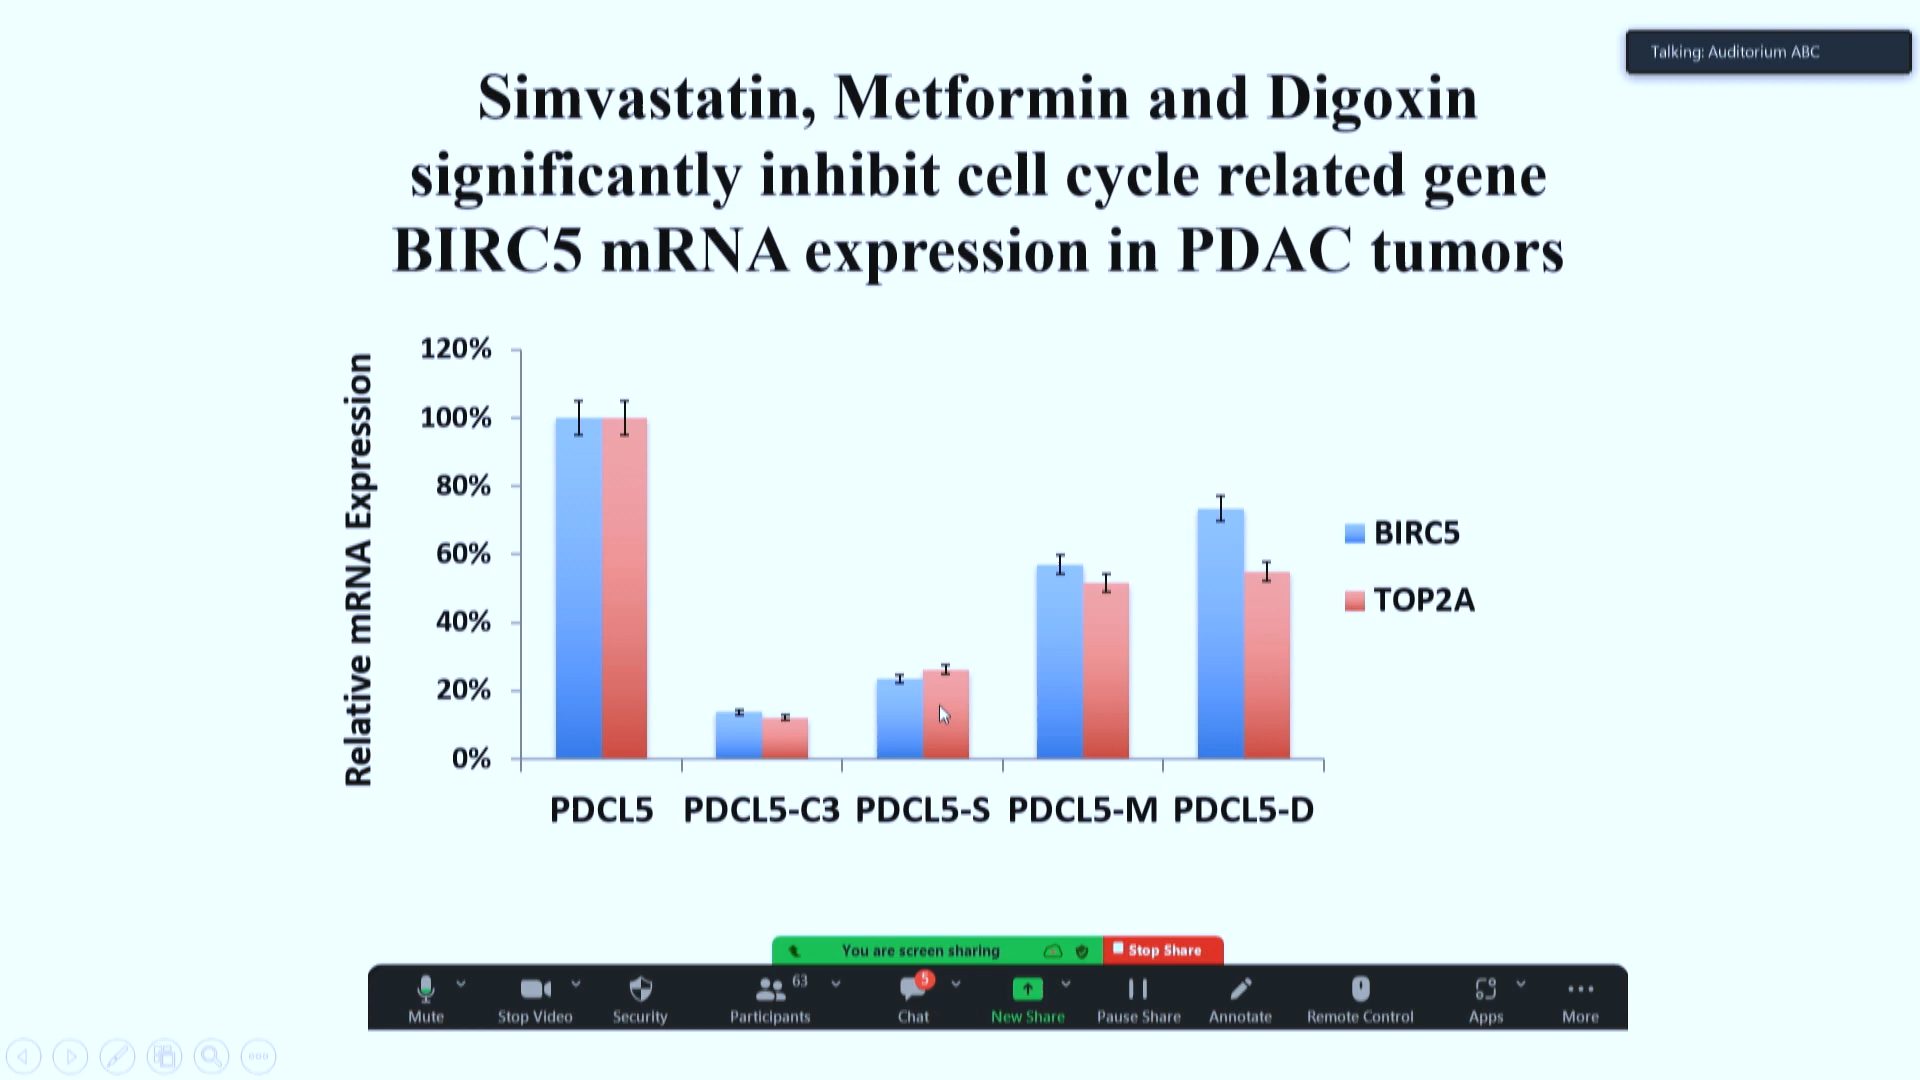 Talking: Auditorium ABC
Simvastatin, Metformin and Digoxin
significantly inhibit cell cycle related gene
BIRC5 mRNA expression in PDAC tumors
Relative mRNA Expression
120%
100%
80%
60%
40%
20%
0%
PDCL5 PDCL5-C3 PDCL5-S PDCL5-M PDCL5-D
BIRC5
TOP2A
You are screen sharing Stop Share
63 5
Mute Stop Video Security Participants Chat New Share Pause Share Annotate Remote Control Apps More